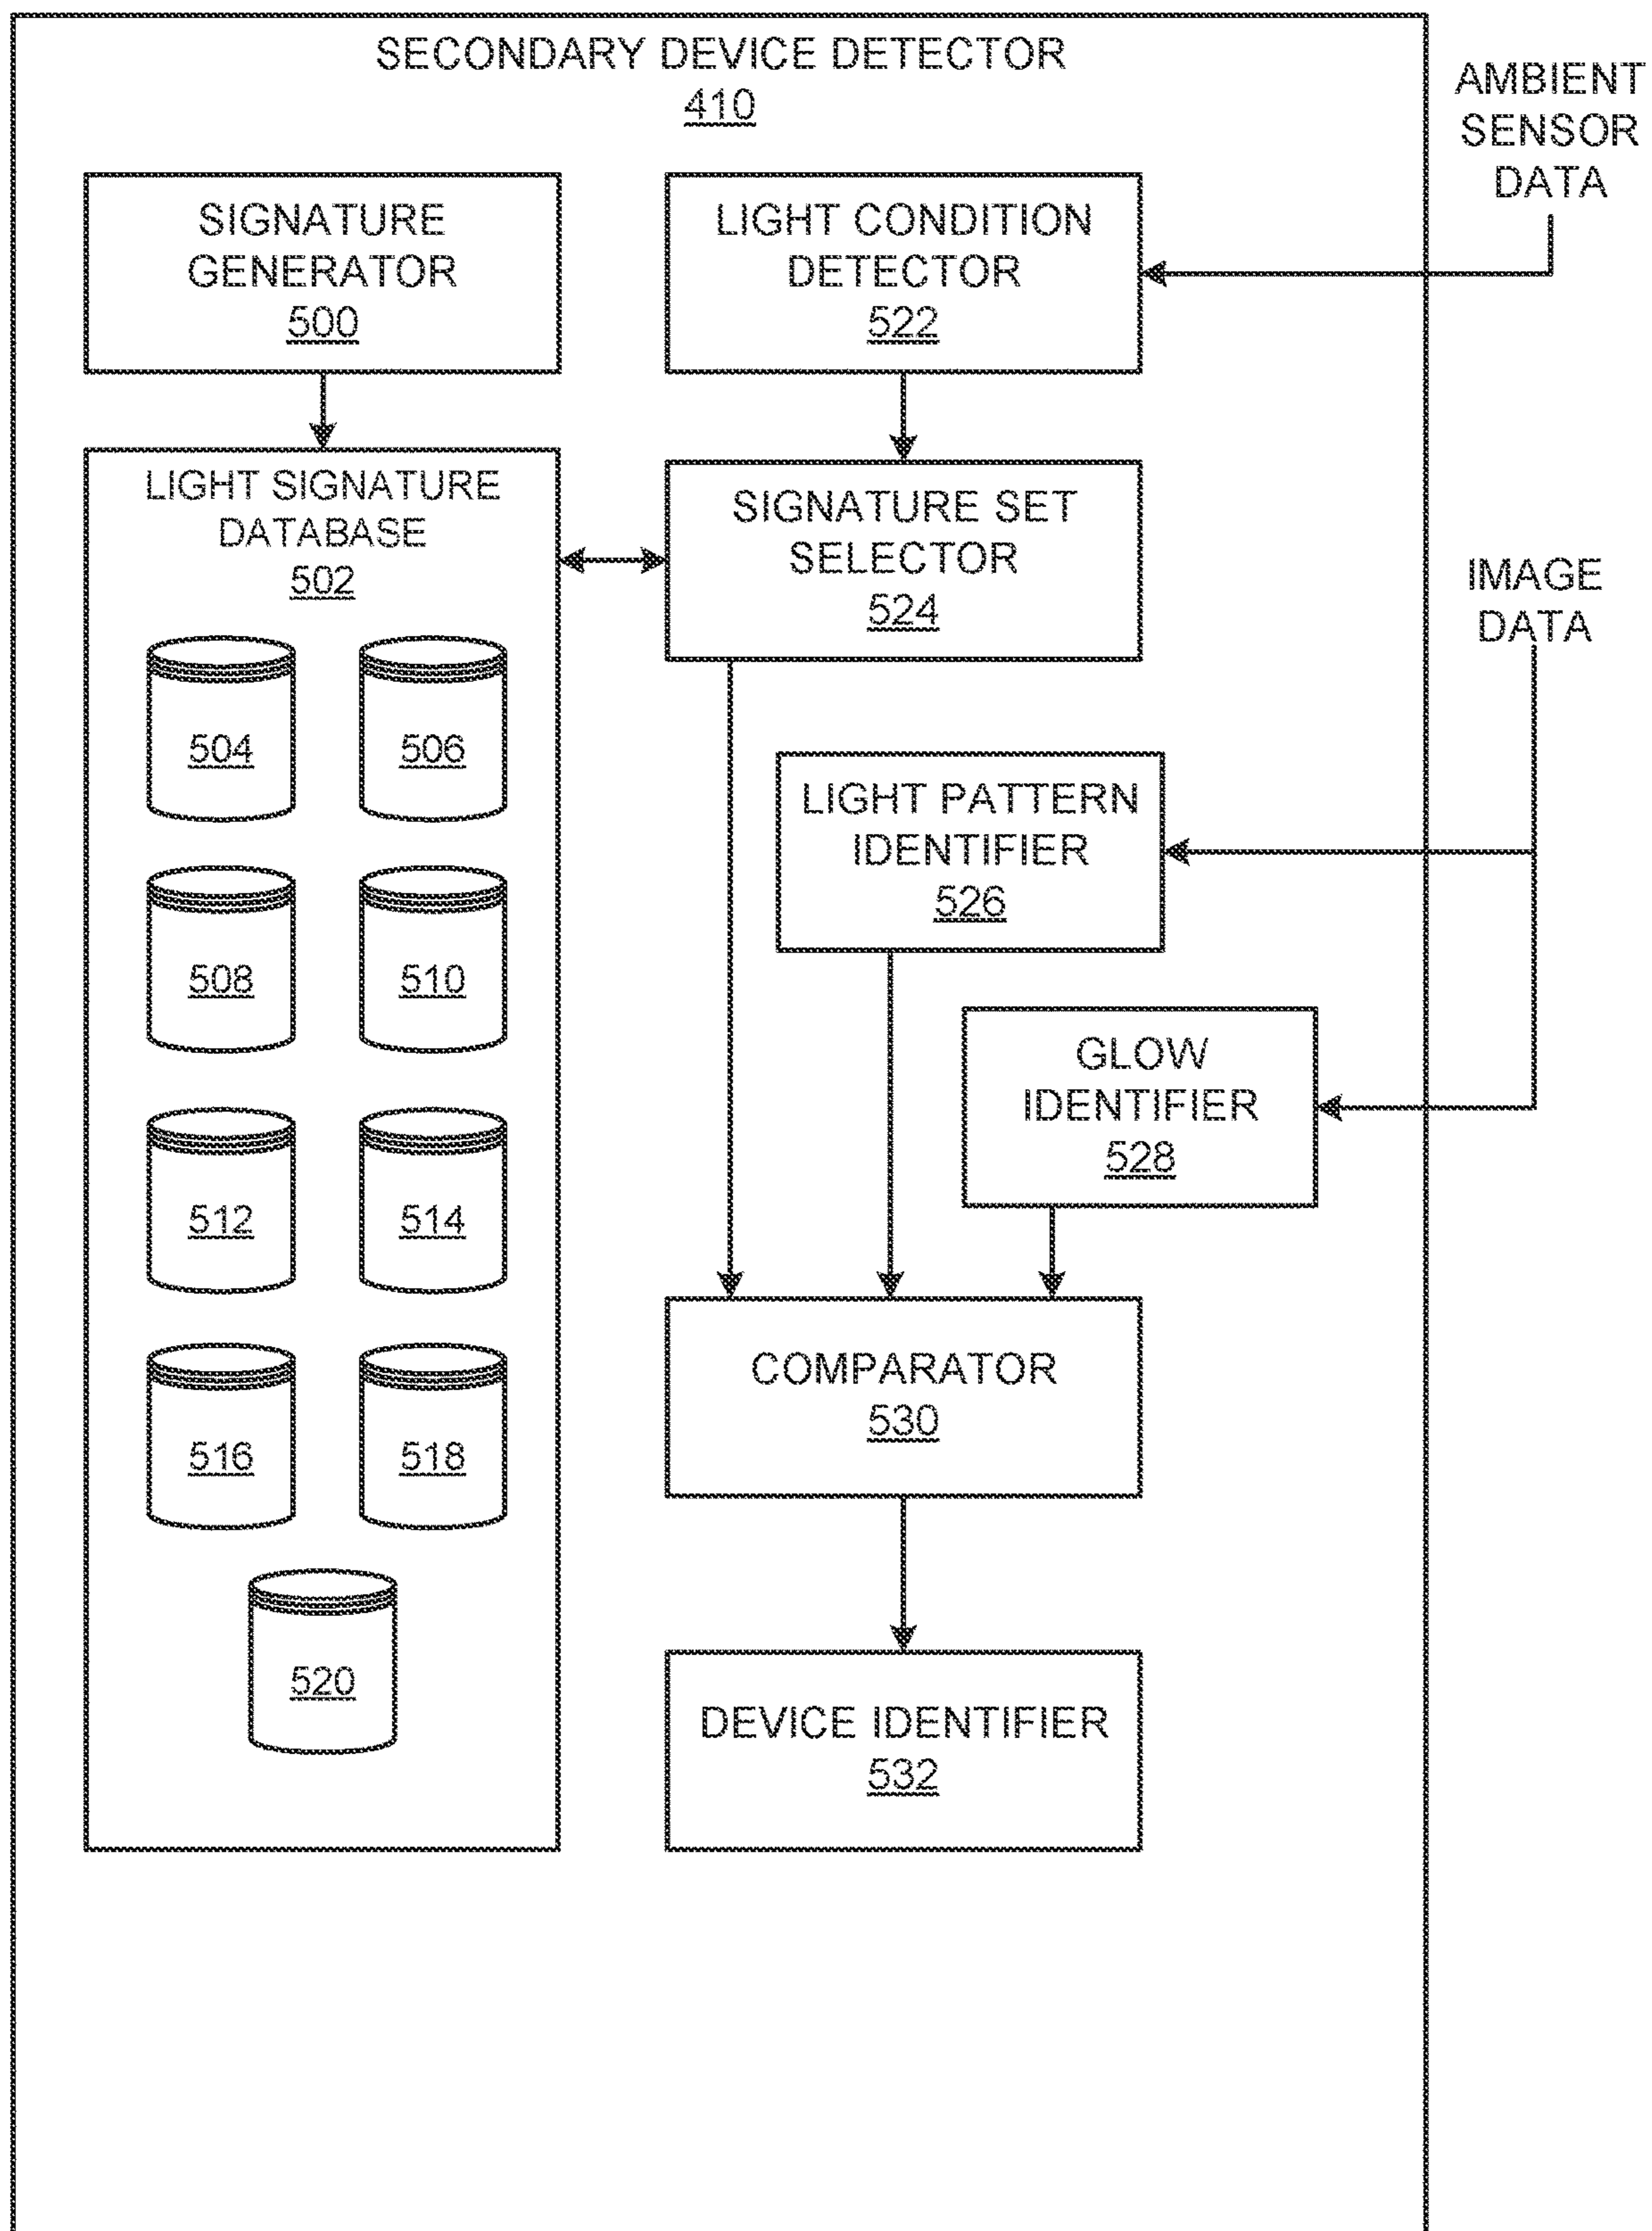 SECONDARY DEVICE DETECTOR
410
AMBIENT
SENSOR
DATA
SIGNATURE
GENERATOR
500
LIGHT CONDITION
DETECTOR
522
LIGHT SIGNATURE
DATABASE
502
SIGNATURE SET
SELECTOR
524
IMAGE
DATA
504
506
LIGHT PATTERN
IDENTIFIER
526
508
510
GLOW
IDENTIFIER
528
512
514
COMPARATOR
530
516
518
520
DEVICE IDENTIFIER
532